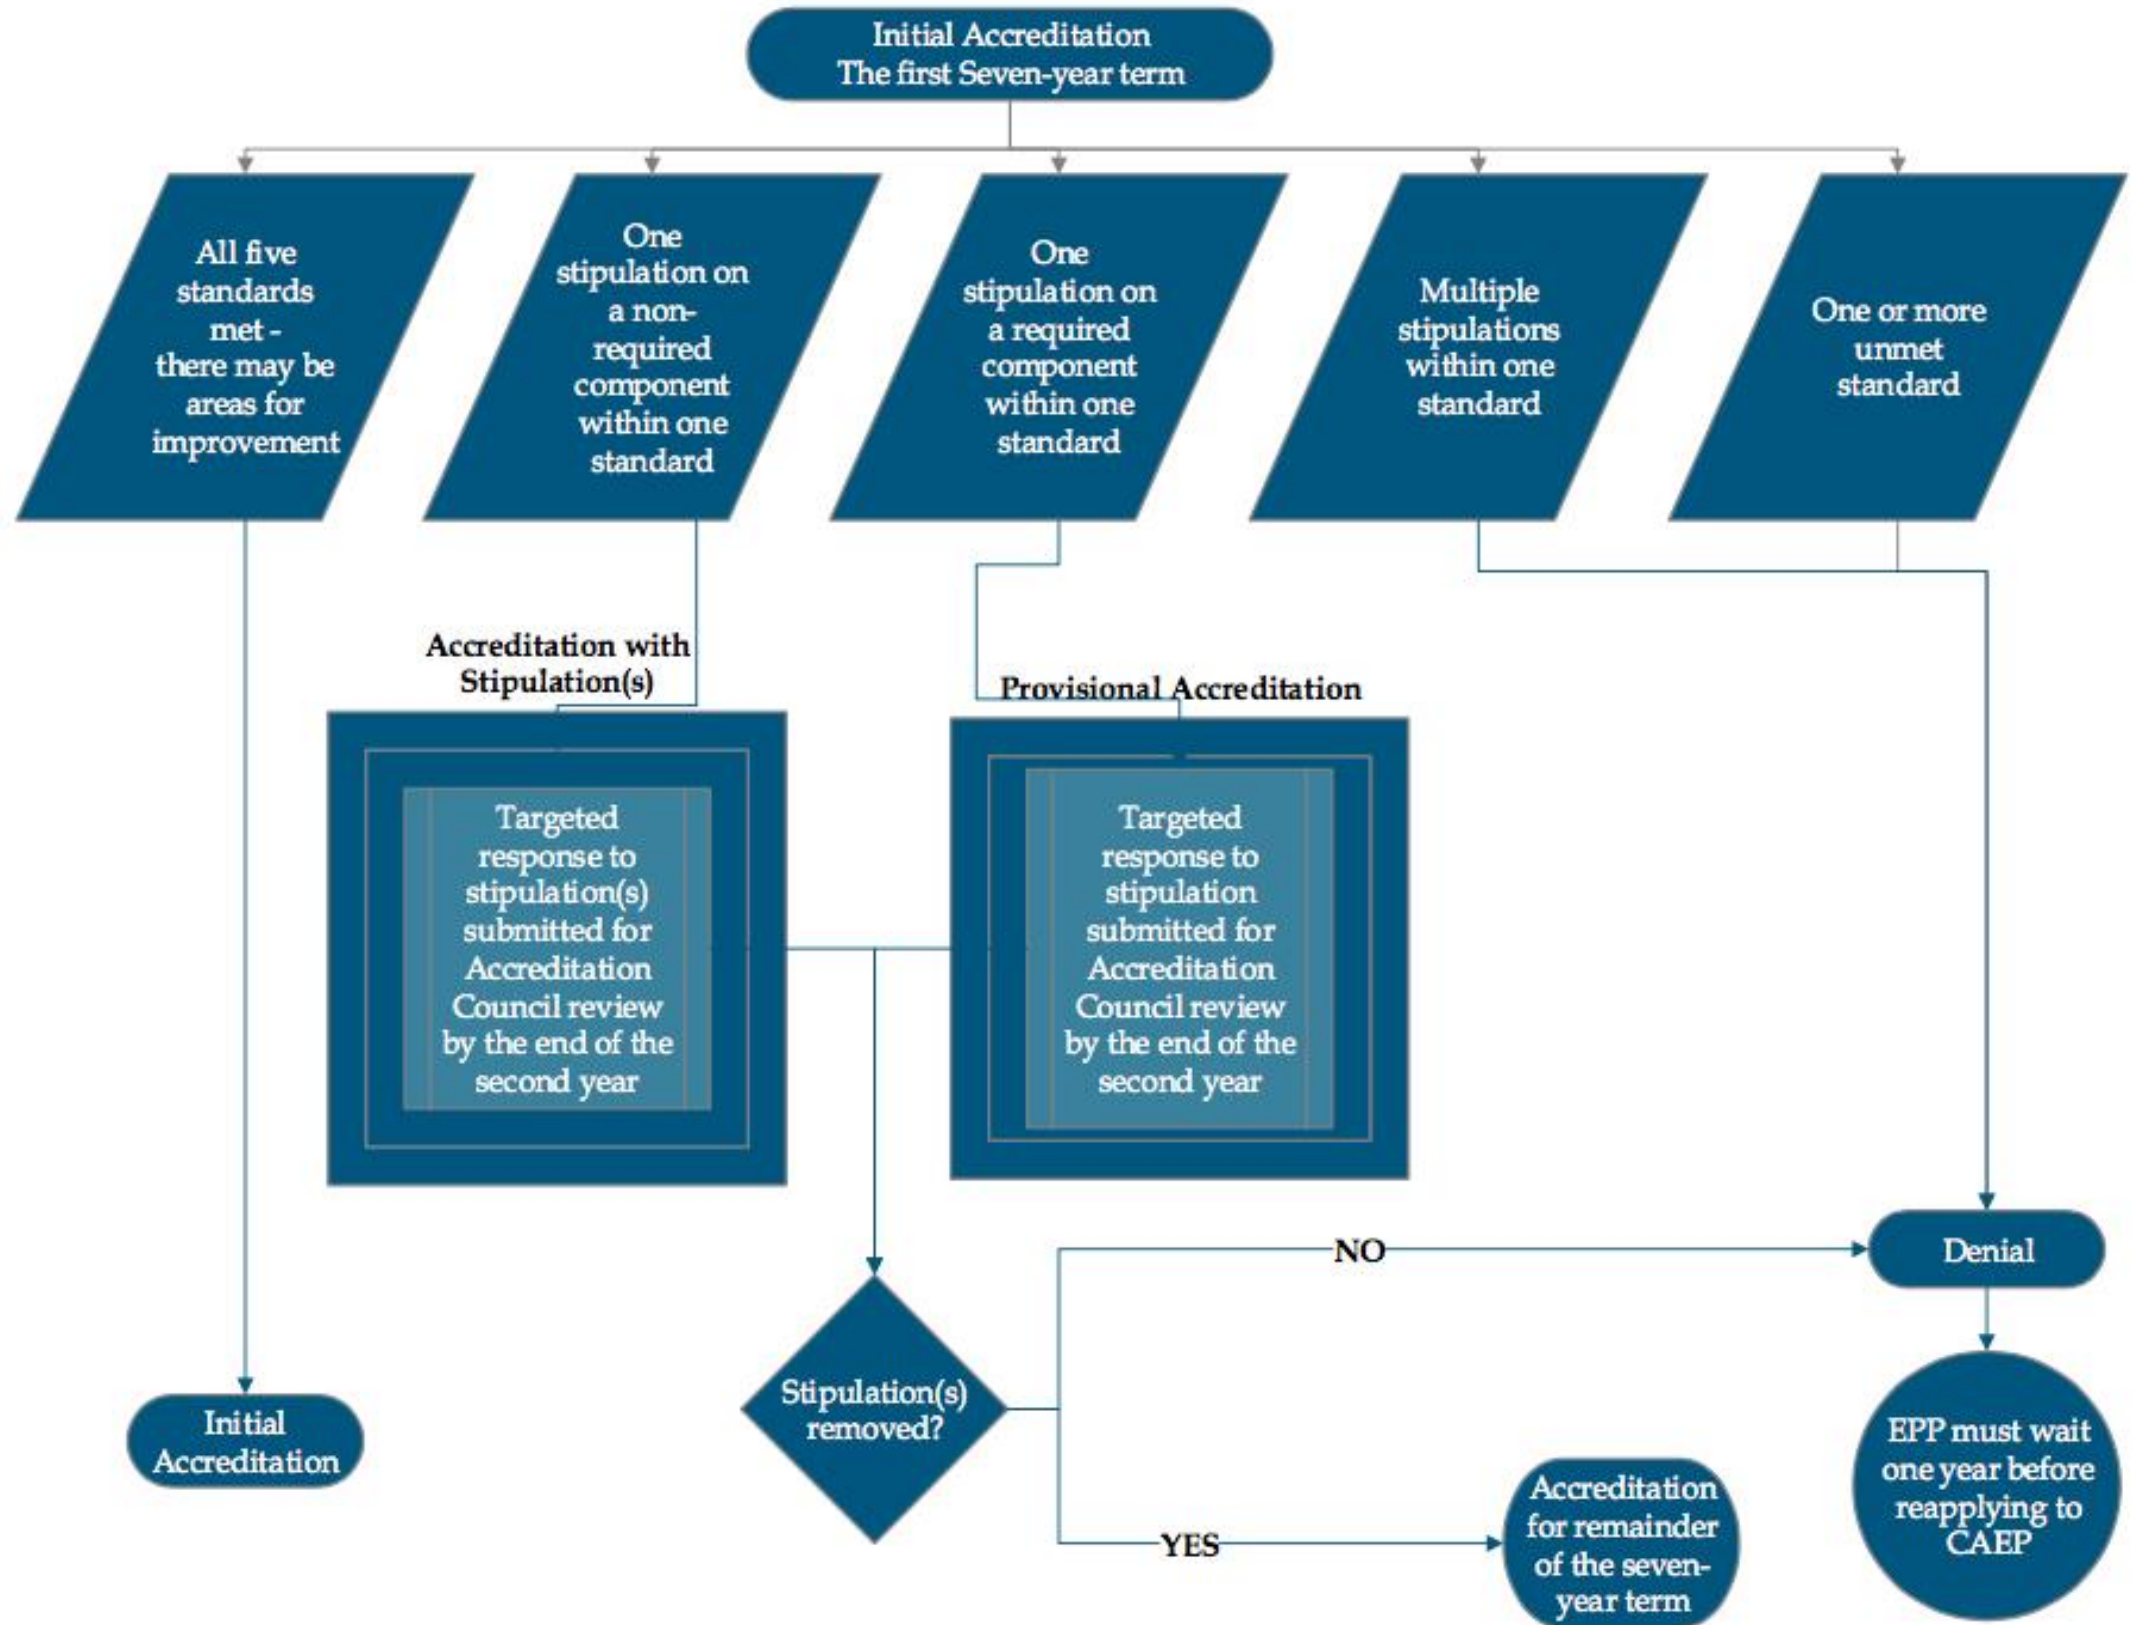 Initial Accreditation
The first Seven-year term
All five
standards
met -
there may be
areas for
improvement
One
stipulation on
a non-
required
component
within one
standard
One
stipulation on
a required
component
within one
standard
Multiple
stipulations
within one
standard
One or more
unmet
standard
Accreditation with
Stipulation(s)
Provisional Accreditation
Targeted
response to
stipulation(s)
submitted for
Accreditation
Council review
by the end of the
second year
Targeted
response to
stipulation
submitted for
Accreditation
Council review
by the end of the
second year
NO
Denial
Stipulation(s)
removed?
Initial
Accreditation
YES
Accreditation
for remainder
of the seven-
year term
EPP must wait
one year before
reapplying to
CAEP